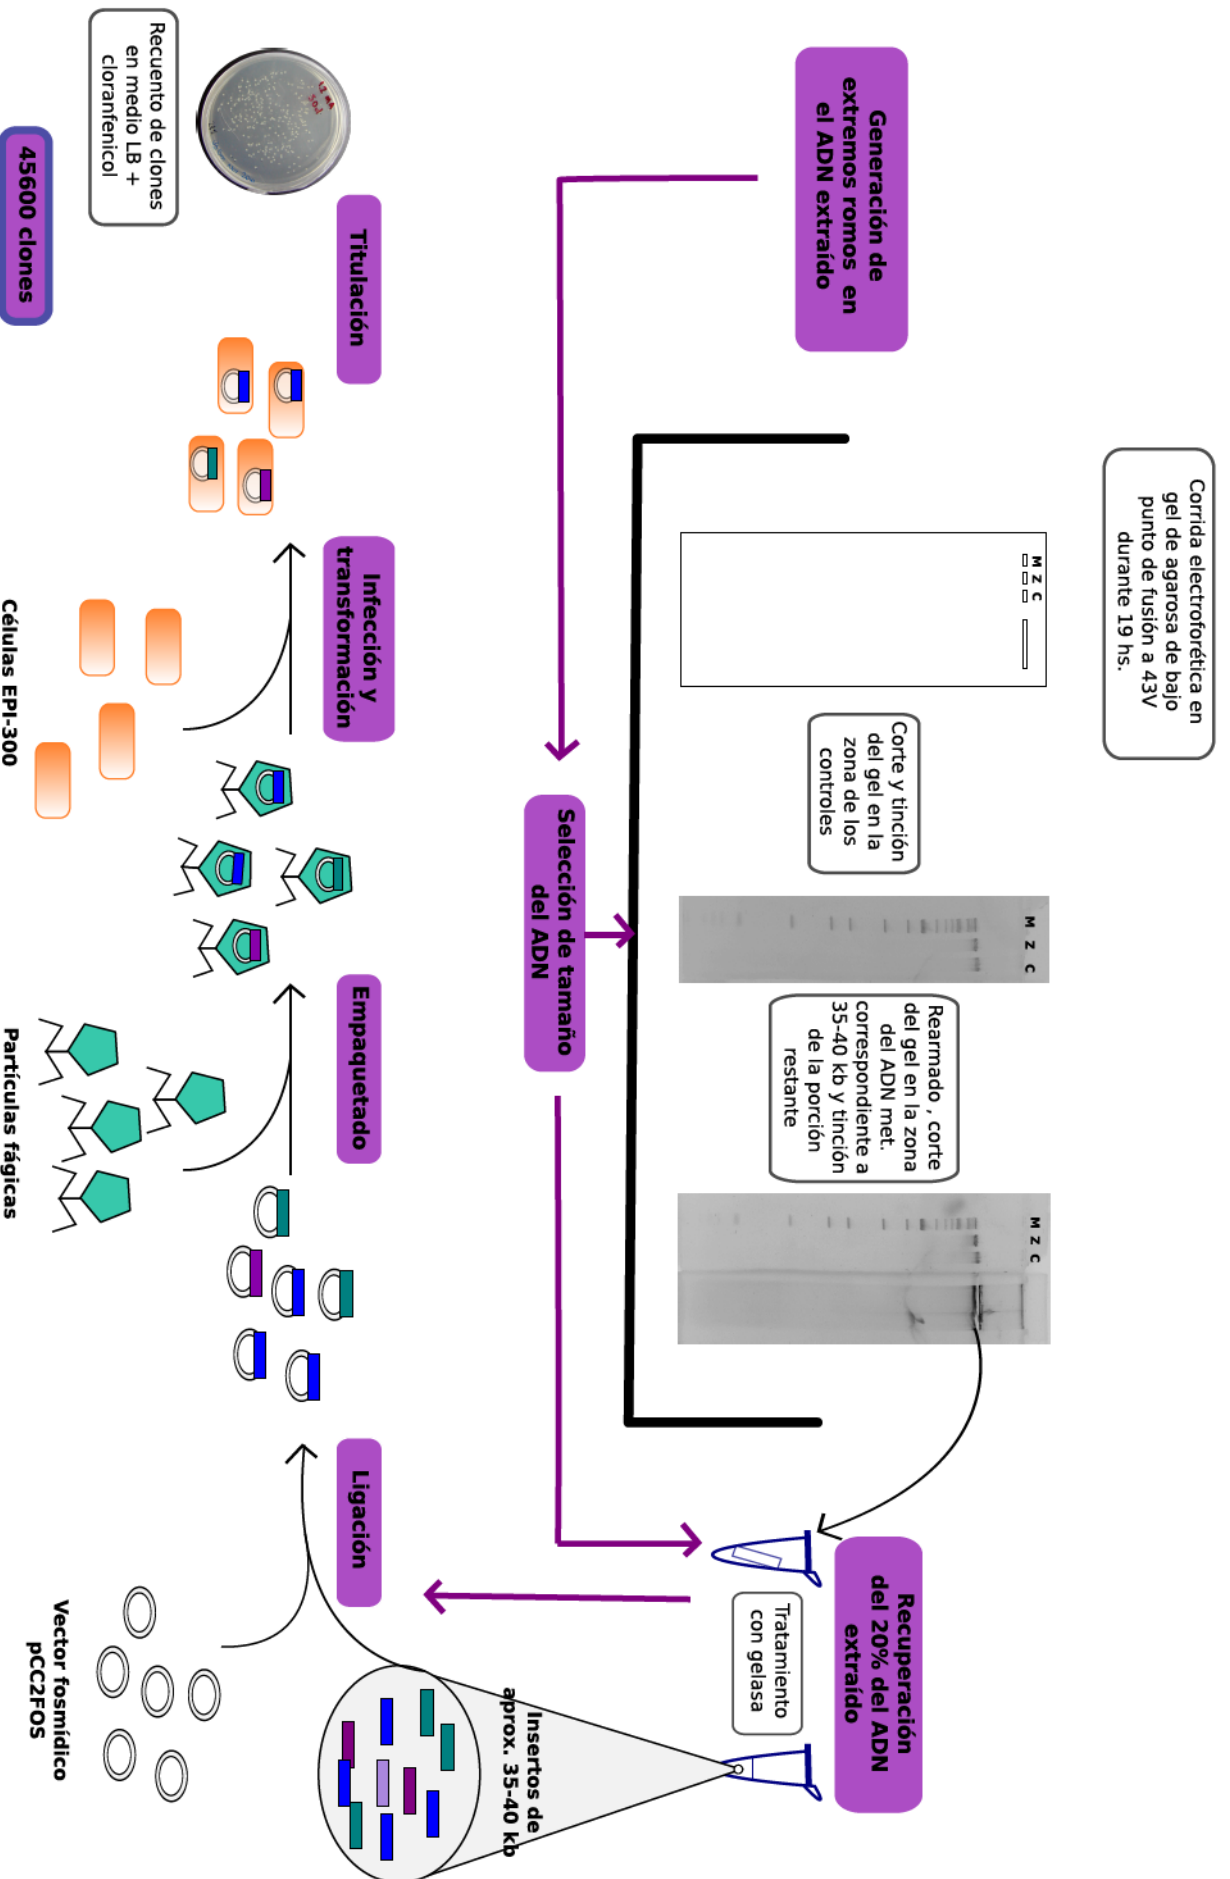 Generación de
extremos romos en
el ADN extraído
Corrida electroforética en
gel de agarosa de bajo
punto de fusión a 43V
durante 19 hs.
M Z C
Corte y tinción
del gel en la
zona de los
controles
M Z C
Rearmado , corte
del gel en la zona
del ADN met.
correspondiente a
35-40 kb y tinción
de la porción
restante
M Z C
Selección de tamaño
del ADN
Recuperación
del 20% del ADN
extraído
Tratamiento
con gelasa
Insertos de
aprox. 35-40 kb
Ligación
Vector fosmídico
pCC2FOS
Empaquetado
Partículas fágicas
Infección y
transformación
Células EPI-300
Titulación
Recuento de clones
en medio LB +
cloranfenicol
45600 clones